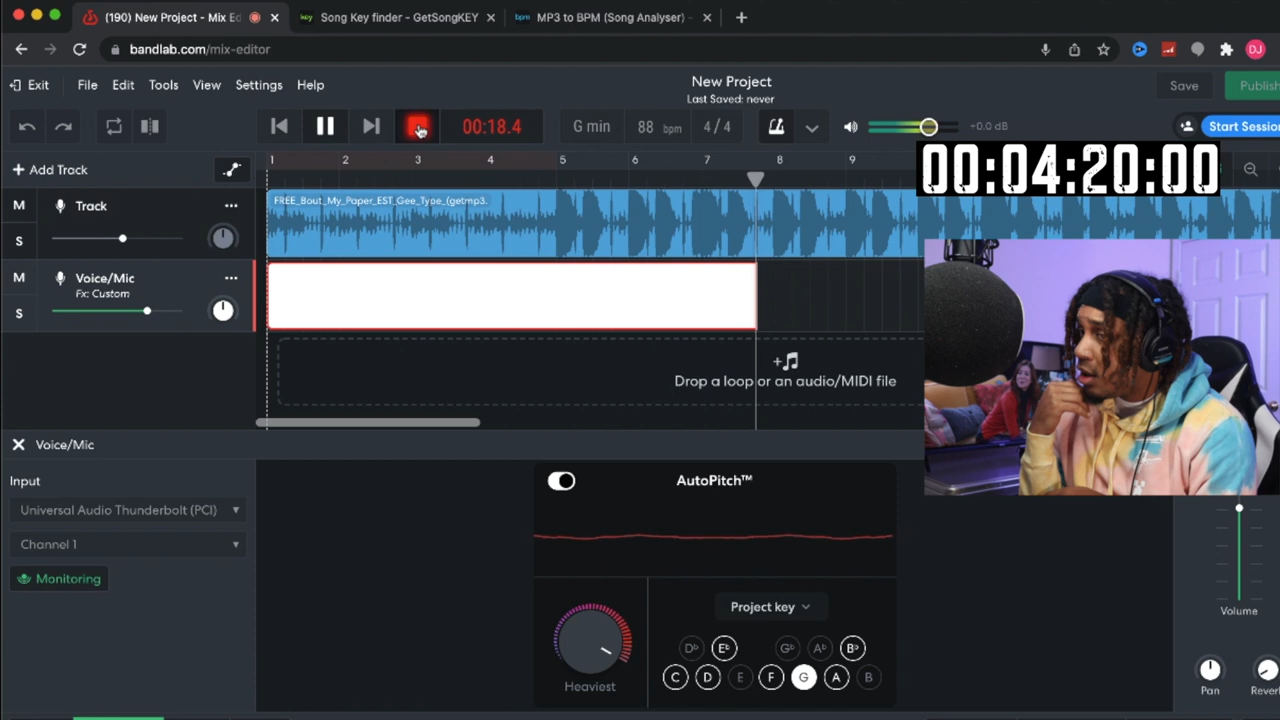 (190) New Project - Mix Ed
key Song Key finder - GetSongKEY
bpm MP3 to BPM (Song Analyser) -
bandlab.com/mix-editor
DJ
Exit File Edit Tools View Settings Help
New Project
Last Saved: never
Save
Publish
00:18.4
G min 88 bpm 4/4
+0.0 dB
Start Session
Add Track
1 2 3 4 5 6 7 8 9
00:04:20:00
M
Track
S
FREE_Bout_My_Paper_EST_Gee_Type_(getmp3.
M
Voice/Mic
Fx: Custom
S
Drop a loop or an audio/MIDI file
Voice/Mic
Input
Universal Audio Thunderbolt (PCI)
Channel 1
Monitoring
AutoPitch™
Project key
D♭ E♭ G♭ A♭ B♭
C D E F G A B
Heaviest
Volume
Pan
Rever